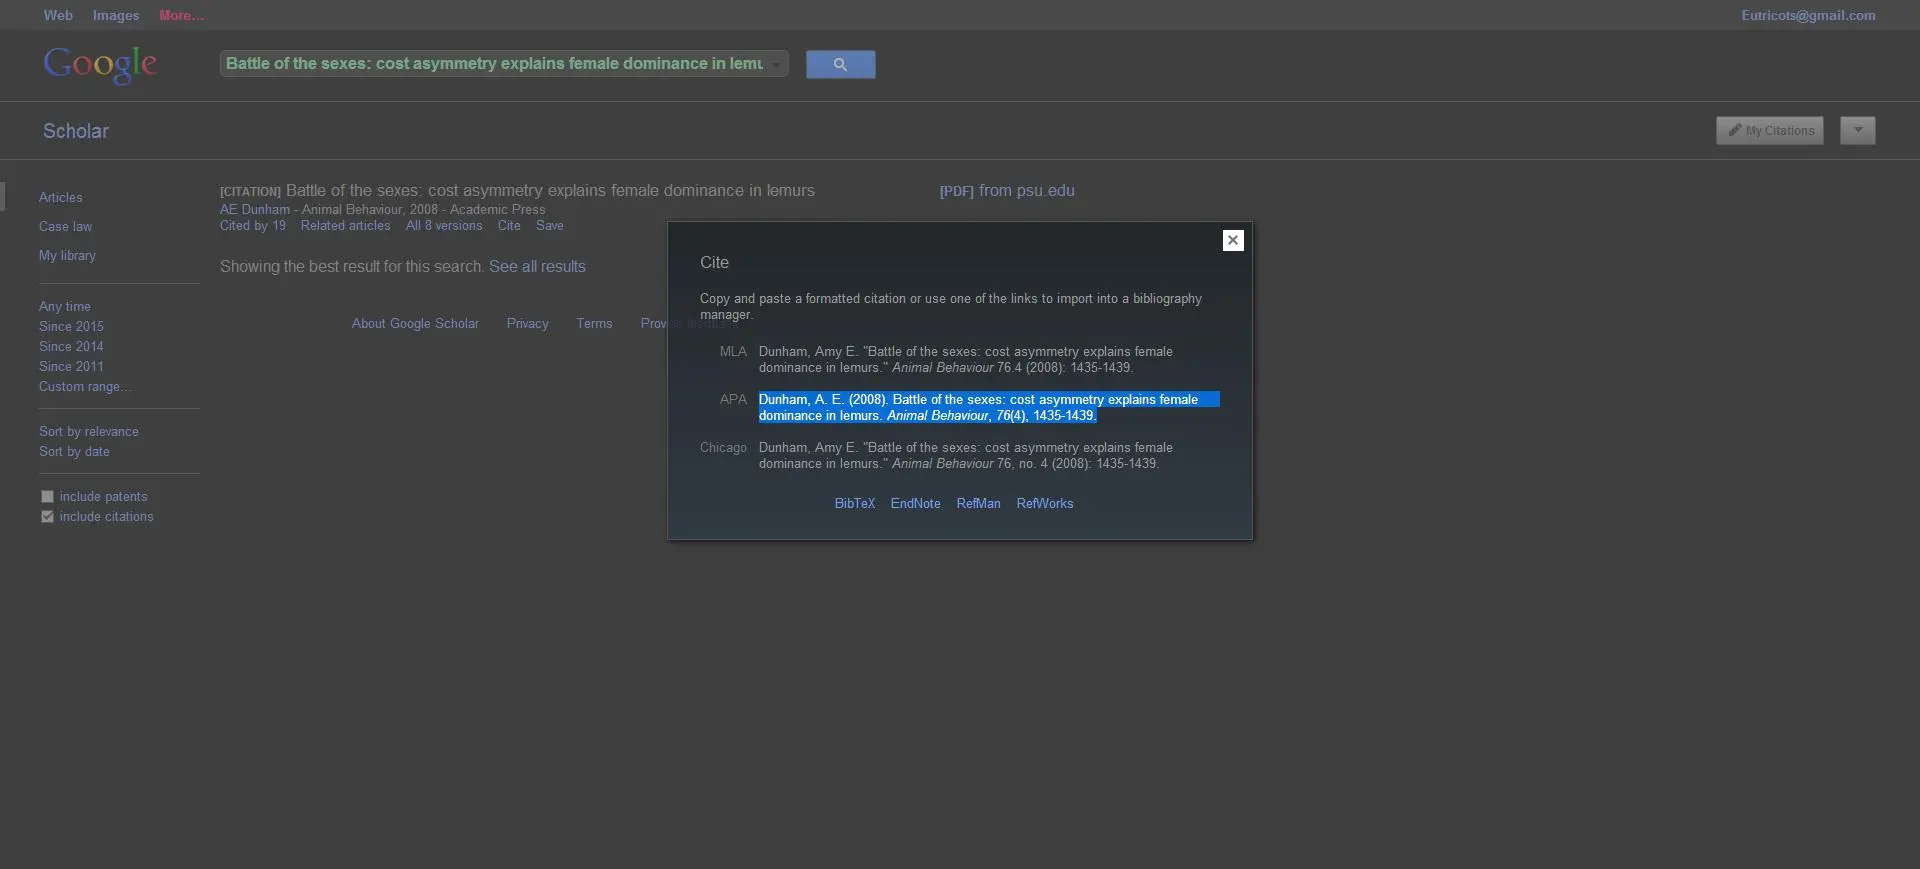 Web Images More...
Eutricots@gmail.com
Google
Battle of the sexes: cost asymmetry explains female dominance in lemu
Scholar
My Citations
Articles
Case law
My library
Any time
Since 2015
Since 2014
Since 2011
Custom range...
Sort by relevance
Sort by date
include patents
include citations
[CITATION] Battle of the sexes: cost asymmetry explains female dominance in lemurs
AE Dunham - Animal Behaviour, 2008 - Academic Press
Cited by 19 Related articles All 8 versions Cite Save
[PDF] from psu.edu
Showing the best result for this search. See all results
About Google Scholar Privacy Terms
Cite
Copy and paste a formatted citation or use one of the links to import into a bibliography
manager.
MLA Dunham, Amy E. "Battle of the sexes: cost asymmetry explains female
dominance in lemurs." Animal Behaviour 76.4 (2008): 1435-1439.
APA Dunham, A. E. (2008). Battle of the sexes: cost asymmetry explains female
dominance in lemurs. Animal Behaviour, 76(4), 1435-1439.
Chicago Dunham, Amy E. "Battle of the sexes: cost asymmetry explains female
dominance in lemurs." Animal Behaviour 76, no. 4 (2008): 1435-1439.
BibTeX EndNote RefMan RefWorks